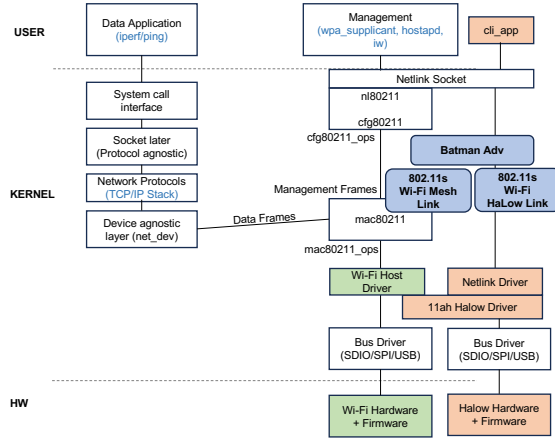 USER
Data Application
(iperf/ping)
Management
(wpa_supplicant, hostapd,
iw)
cli_app
Netlink Socket
System call
interface
nl80211
cfg80211
cfg80211_ops
Socket later
(Protocol agnostic)
Batman Adv
KERNEL
Network Protocols
(TCP/IP Stack)
Management Frames
802.11s
Wi-Fi Mesh
Link
802.11s
Wi-Fi
HaLow Link
Device agnostic
layer (net_dev)
Data Frames
mac80211
mac80211_ops
Wi-Fi Host
Driver
Netlink Driver
11ah Halow Driver
Bus Driver
(SDIO/SPI/USB)
Bus Driver
(SDIO/SPI/USB)
HW
Wi-Fi Hardware
+ Firmware
Halow Hardware
+ Firmware